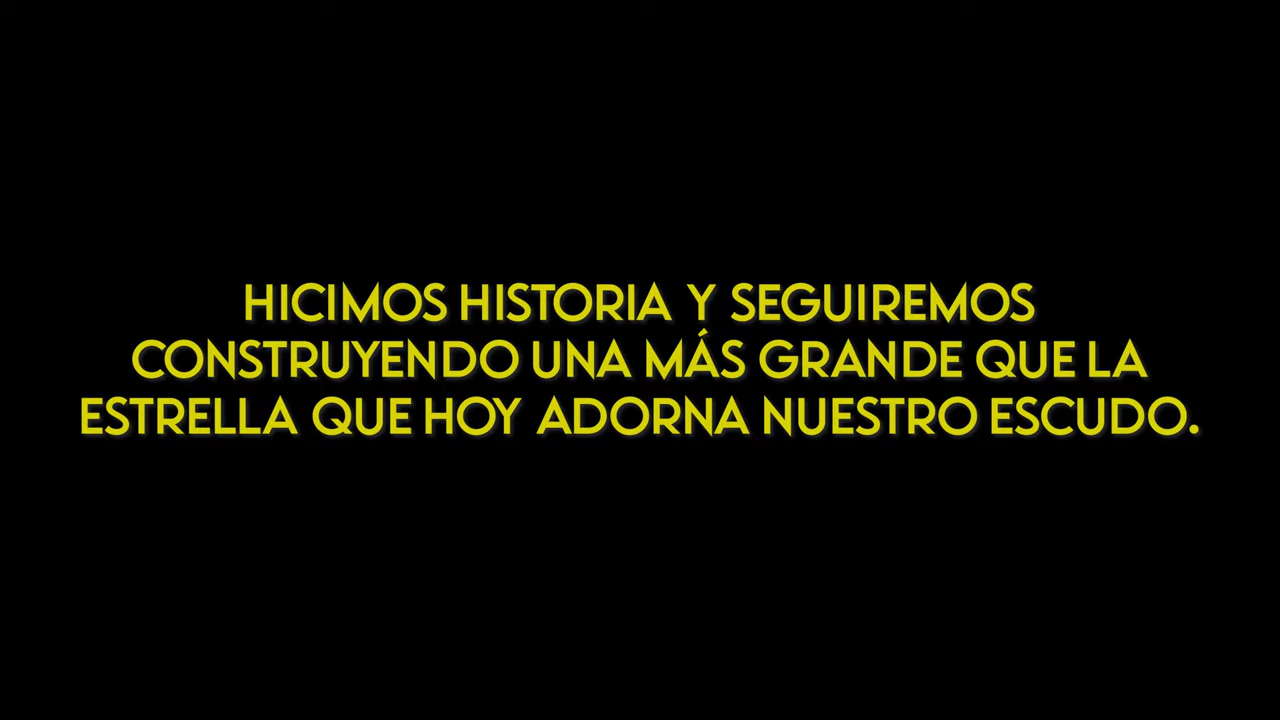 HICIMOS HISTORIA Y SEGUIREMOS
CONSTRUYENDO UNA MÁS GRANDE QUE LA
ESTRELLA QUE HOY ADORNA NUESTRO ESCUDO.